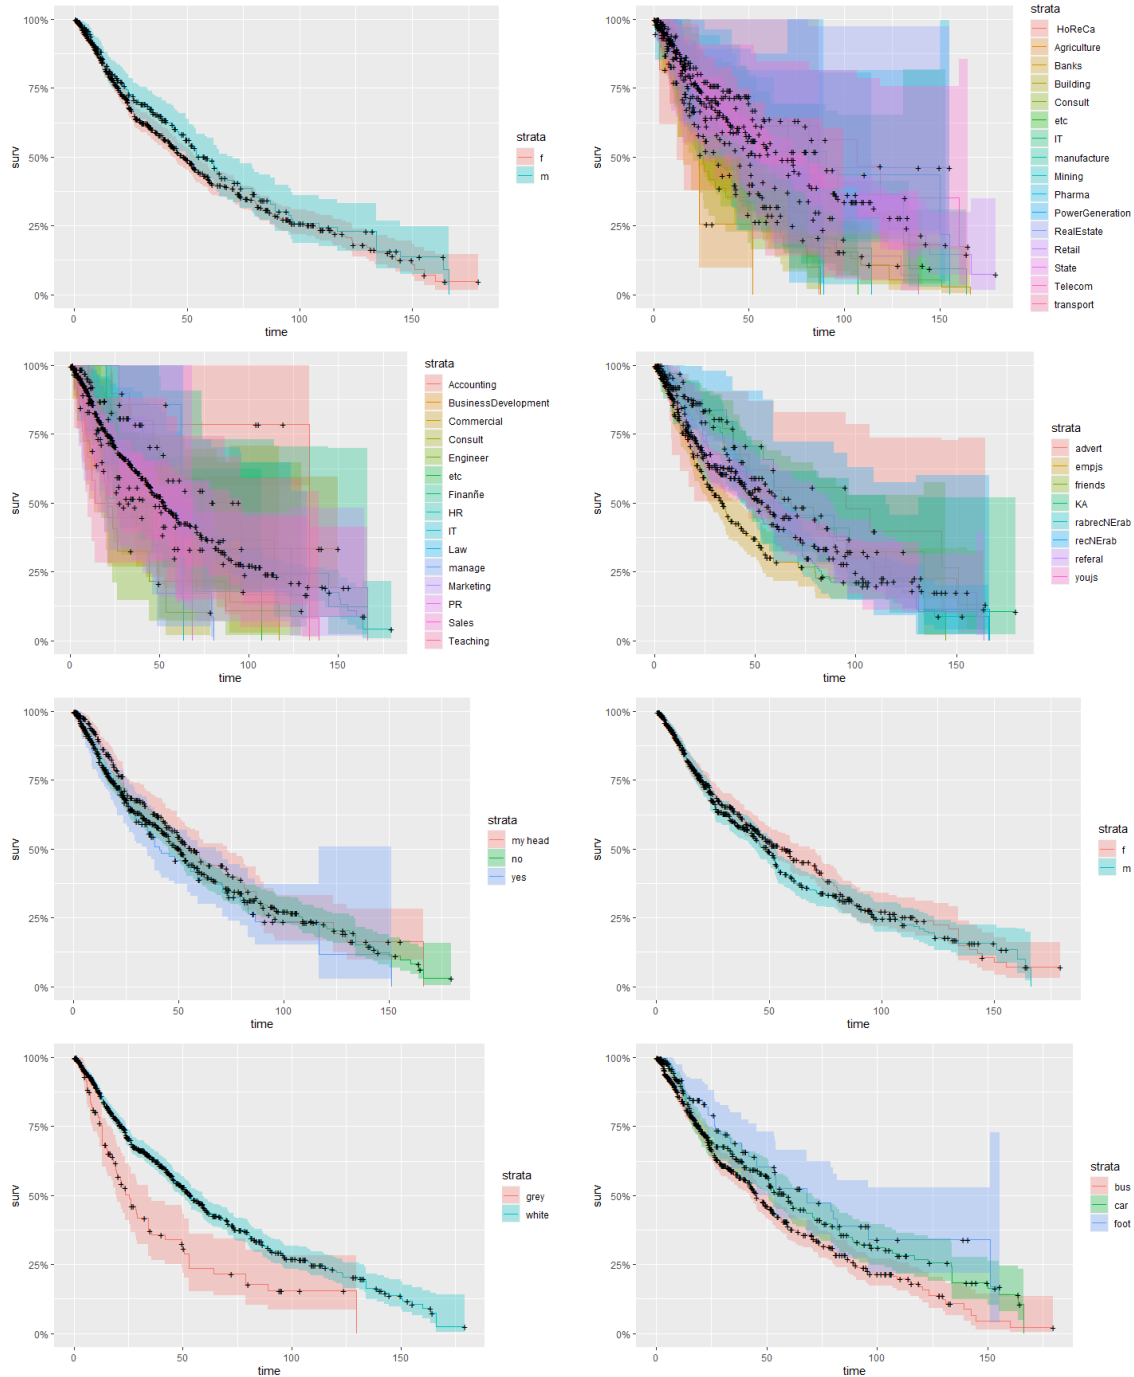 100%
75%
50%
25%
0%
surv
0 50 100 150
time
strata
f
m
100%
75%
50%
25%
0%
surv
0 50 100 150
time
strata
HoReCa
Agriculture
Banks
Building
Consult
etc
IT
manufacture
Mining
Pharma
PowerGeneration
RealEstate
Retail
State
Telecom
transport
100%
75%
50%
25%
0%
surv
0 50 100 150
time
strata
Accounting
BusinessDevelopment
Commercial
Consult
Engineer
etc
Finanñe
HR
IT
Law
manage
Marketing
PR
Sales
Teaching
100%
75%
50%
25%
0%
surv
0 50 100 150
time
strata
advert
empjs
friends
KA
rabrecNErab
recNErab
referal
youjs
100%
75%
50%
25%
0%
surv
0 50 100 150
time
strata
my head
no
yes
100%
75%
50%
25%
0%
surv
0 50 100 150
time
strata
f
m
100%
75%
50%
25%
0%
surv
0 50 100 150
time
strata
grey
white
100%
75%
50%
25%
0%
surv
0 50 100 150
time
strata
bus
car
foot